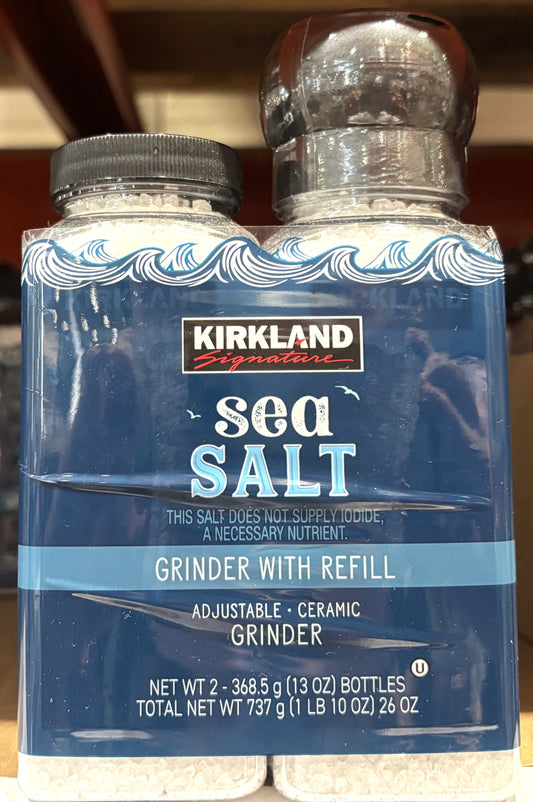 KIRKLAND
Signature
sea
SALT
THIS SALT DOES NOT SUPPLY IODIDE,
A NECESSARY NUTRIENT.
GRINDER WITH REFILL
ADJUSTABLE · CERAMIC
GRINDER
U
NET WT 2 - 368.5 g (13 OZ) BOTTLES
TOTAL NET WT 737 g (1 LB 10 OZ) 26 OZ